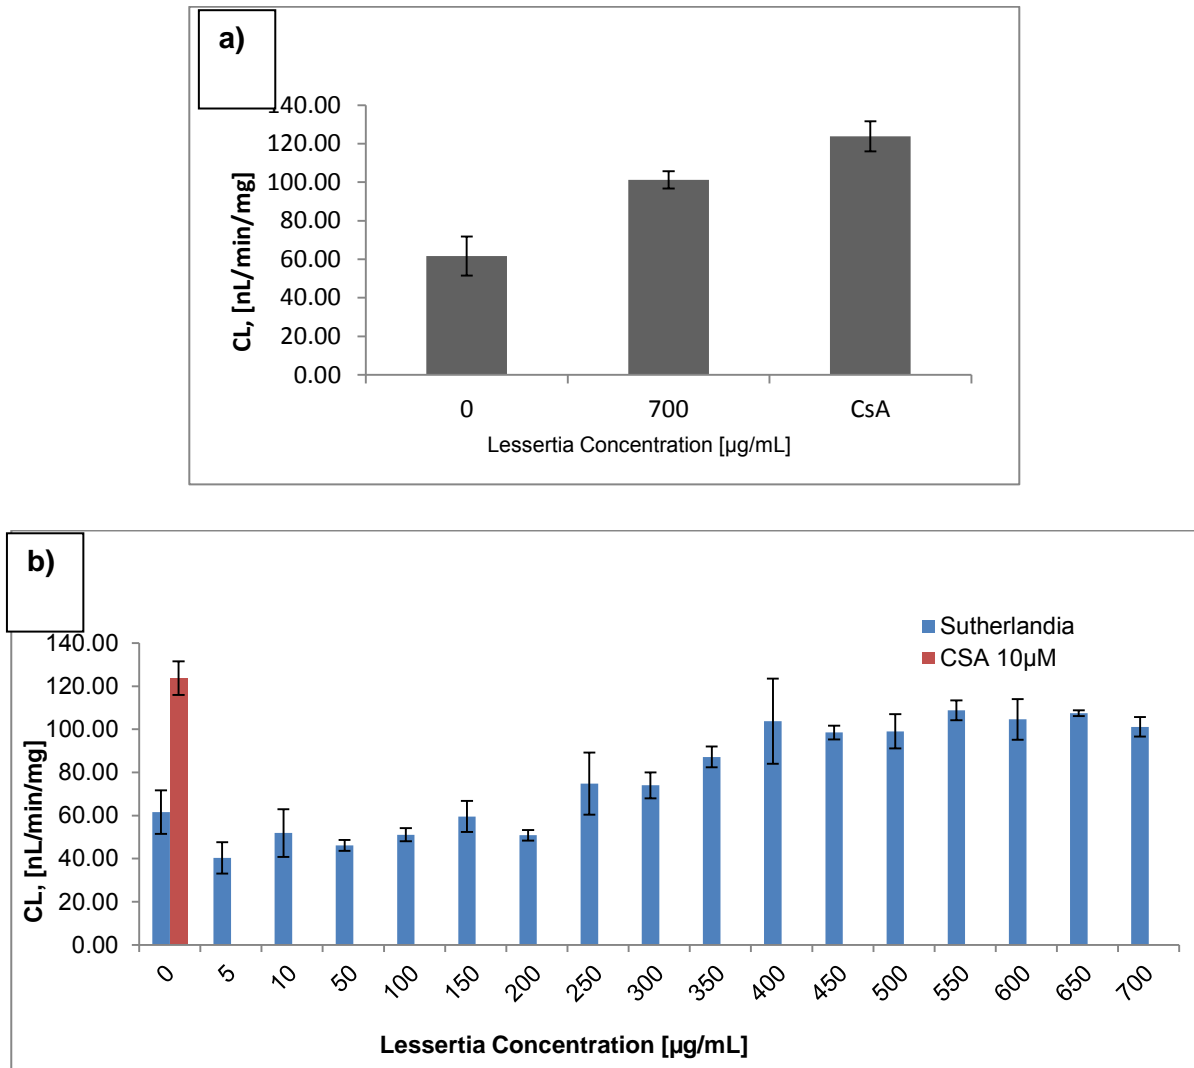 a)
140.00
120.00
100.00
80.00
60.00
40.00
20.00
0.00
CL, [nL/min/mg]
0 700 CsA
Lessertia Concentration [µg/mL]
b)
Sutherlandia
CSA 10µM
140.00
120.00
100.00
80.00
60.00
40.00
20.00
0.00
CL, [nL/min/mg]
0 5 10 50 100 150 200 250 300 350 400 450 500 550 600 650 700
Lessertia Concentration [µg/mL]